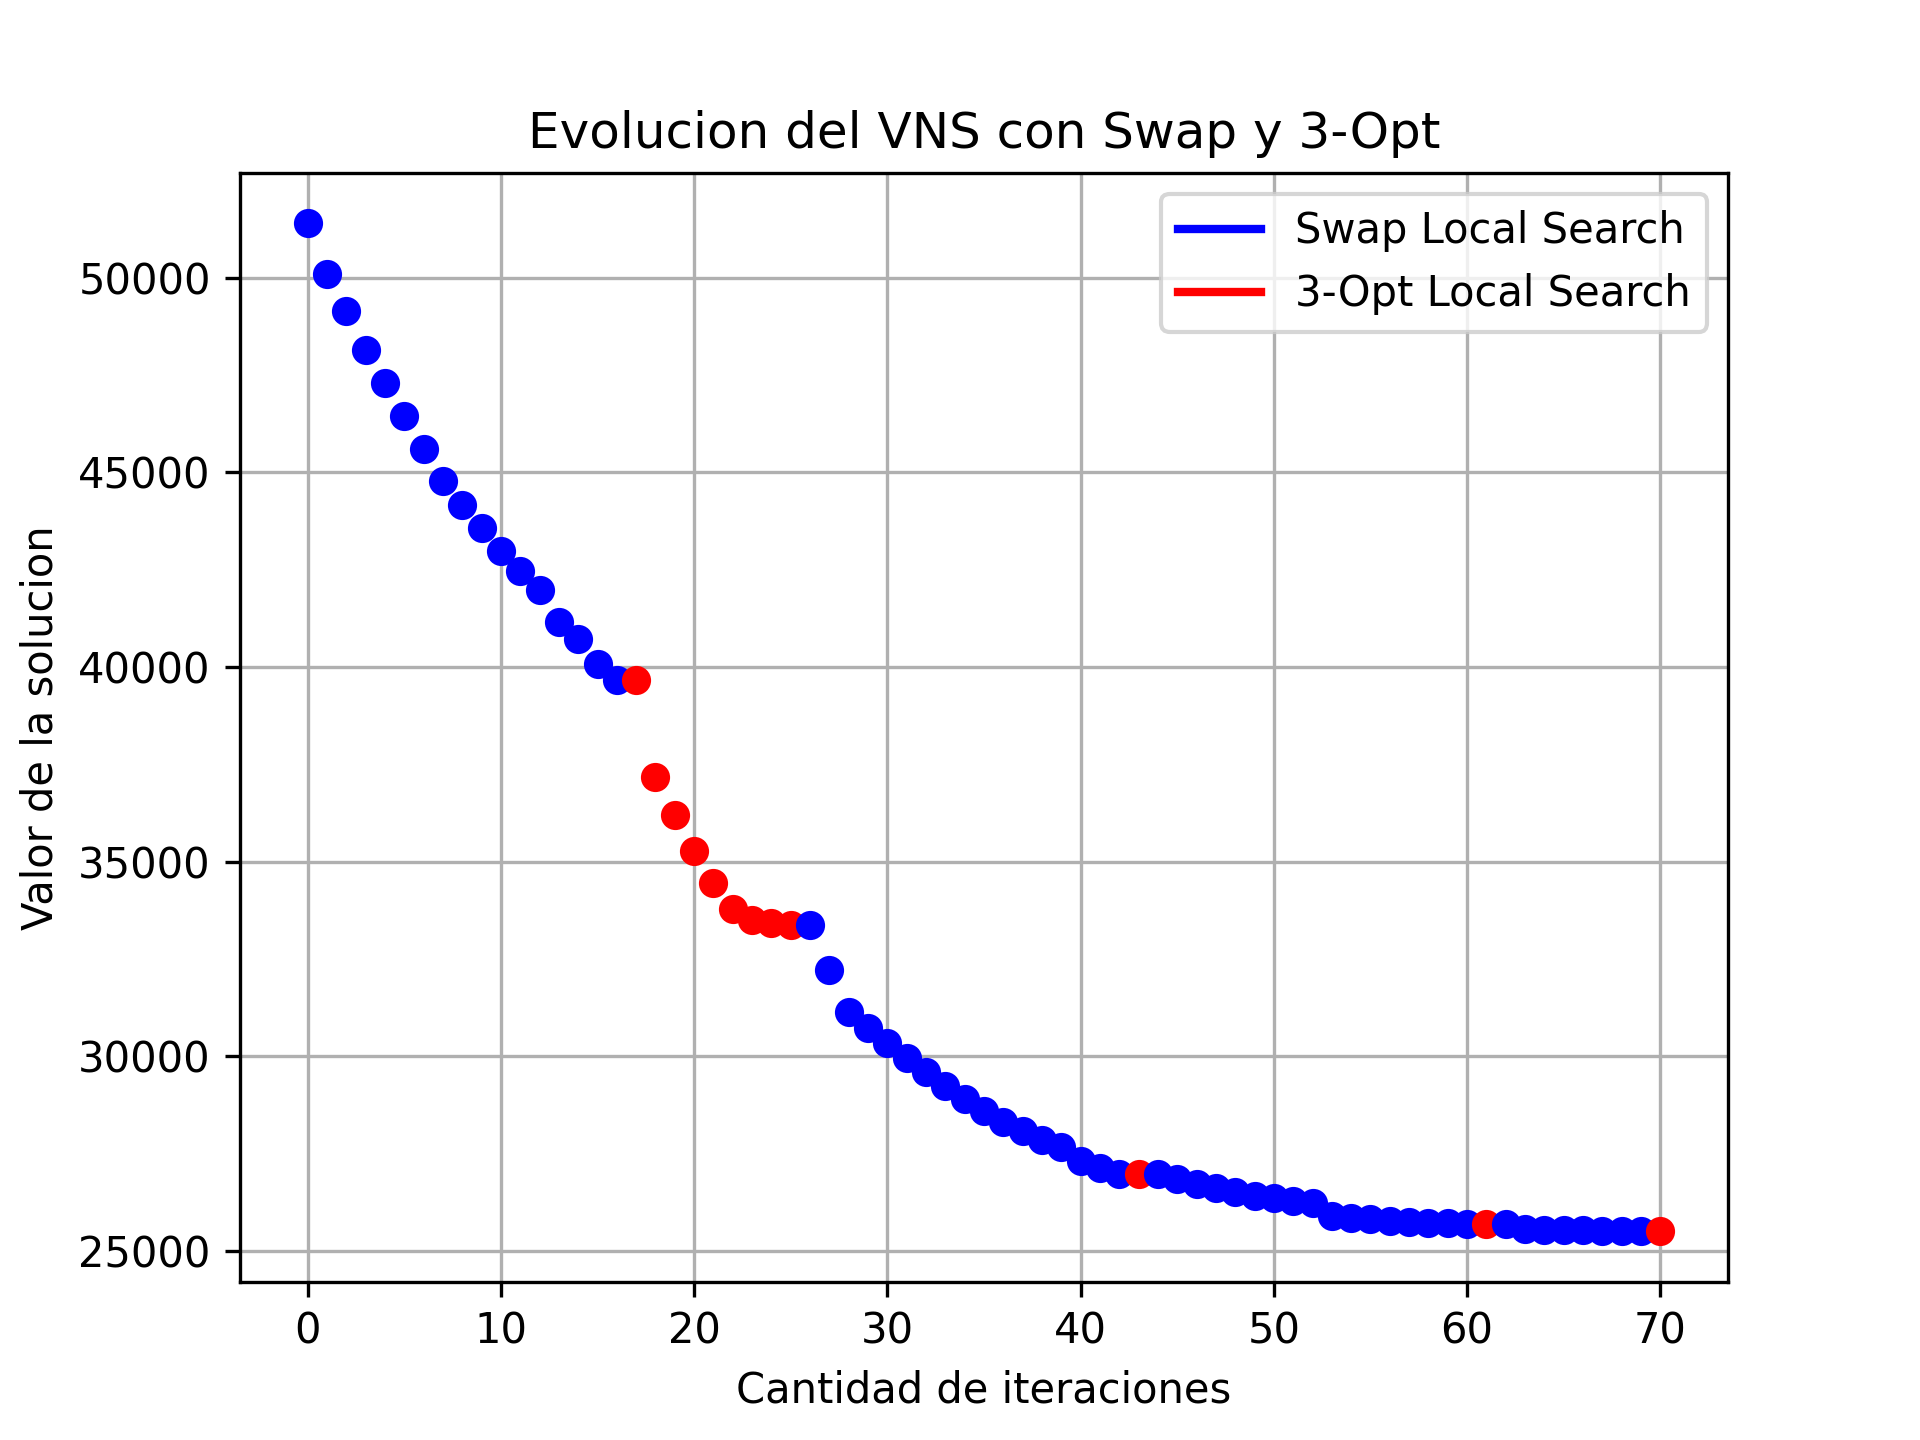 Evolucion del VNS con Swap y 3-Opt
Swap Local Search
3-Opt Local Search
Valor de la solucion
50000
45000
40000
35000
30000
25000
0 10 20 30 40 50 60 70
Cantidad de iteraciones